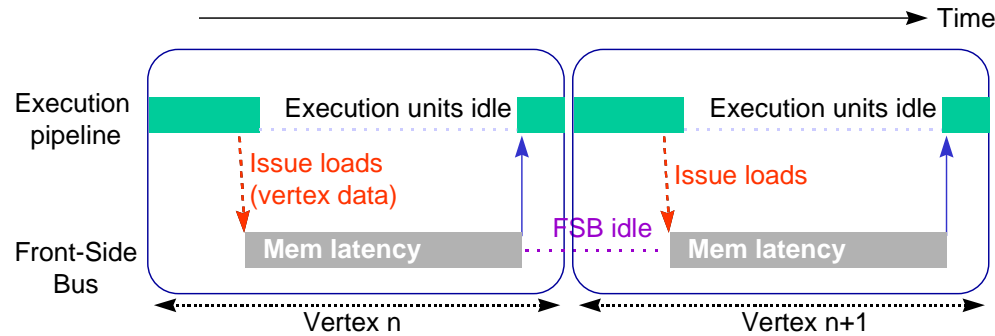 Time
Execution
pipeline
Execution units idle
Execution units idle
Issue loads
(vertex data)
Issue loads
FSB idle
Front-Side
Bus
Mem latency
Mem latency
Vertex n
Vertex n+1